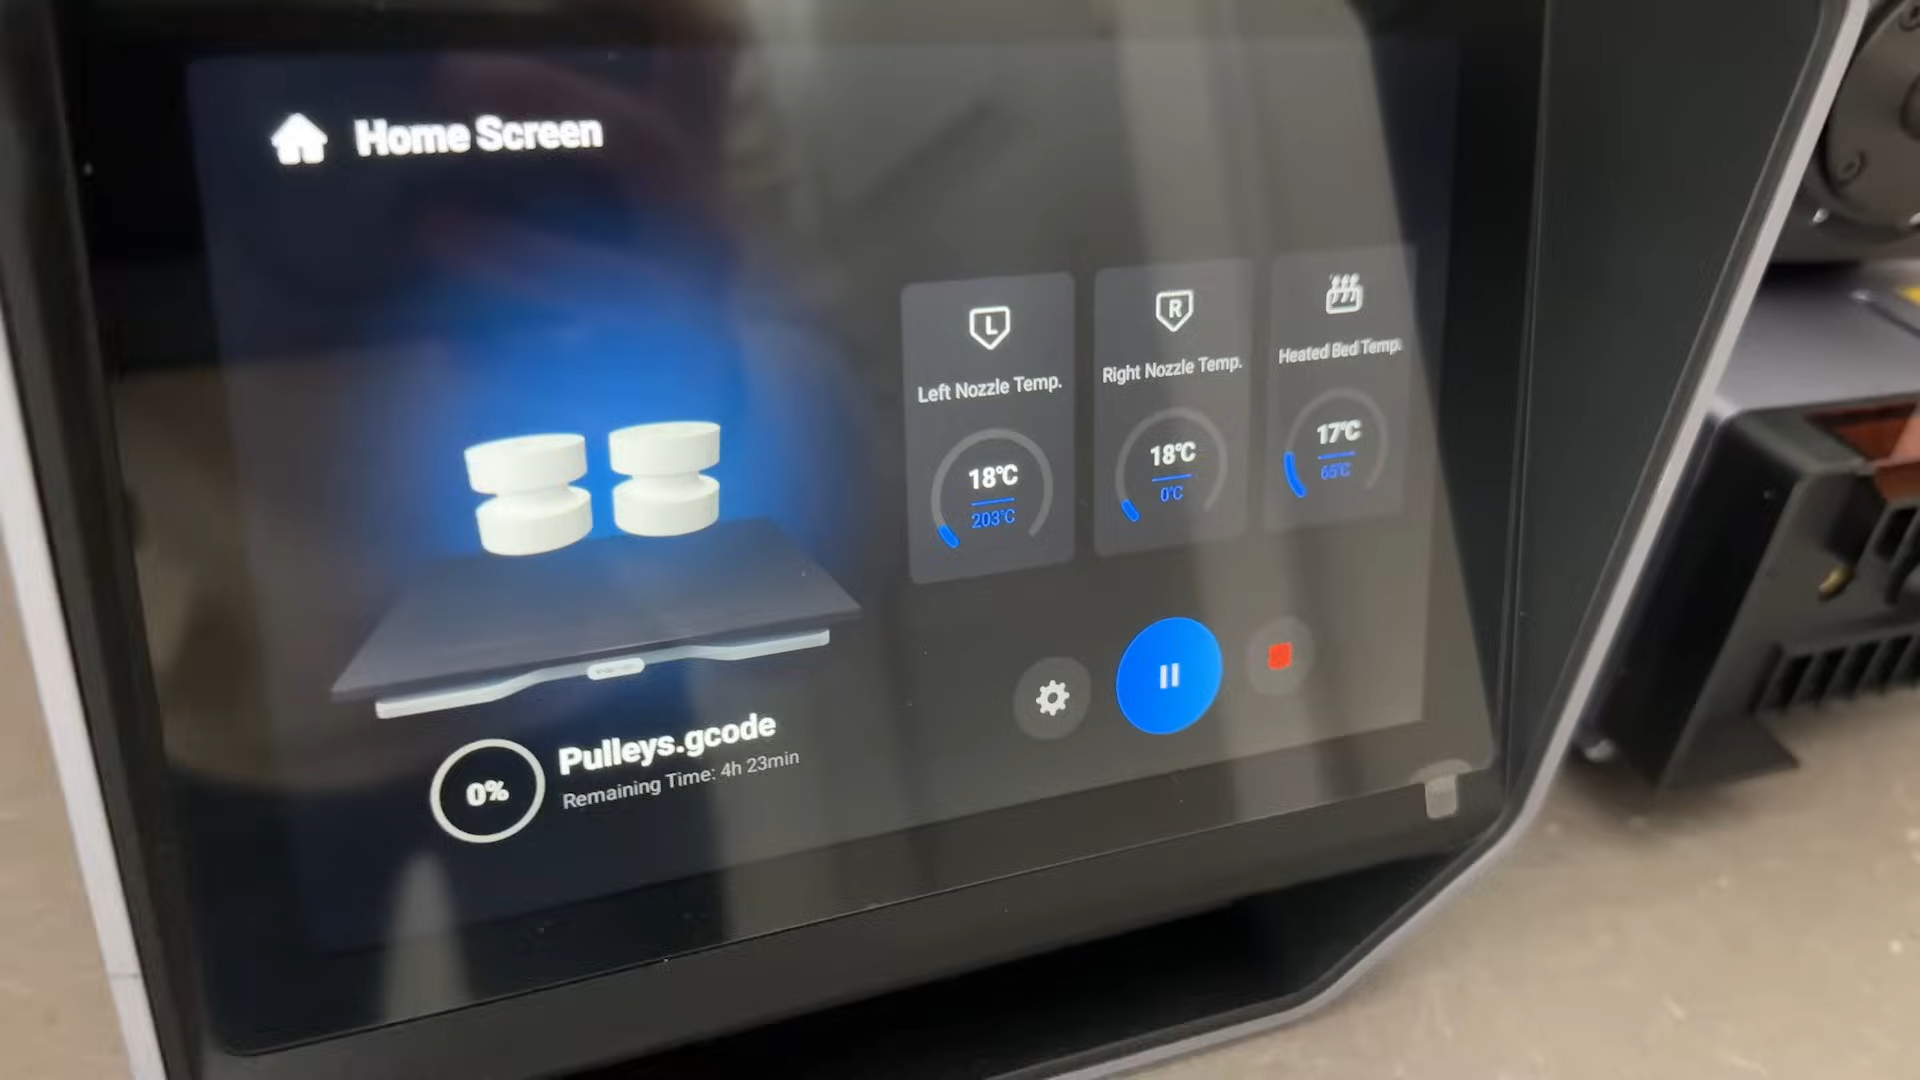 Home Screen
L
Left Nozzle Temp.
18℃
203℃
R
Right Nozzle Temp.
18℃
0℃
Heated Bed Temp.
17℃
65℃
0%
Pulleys.gcode
Remaining Time: 4h 23min